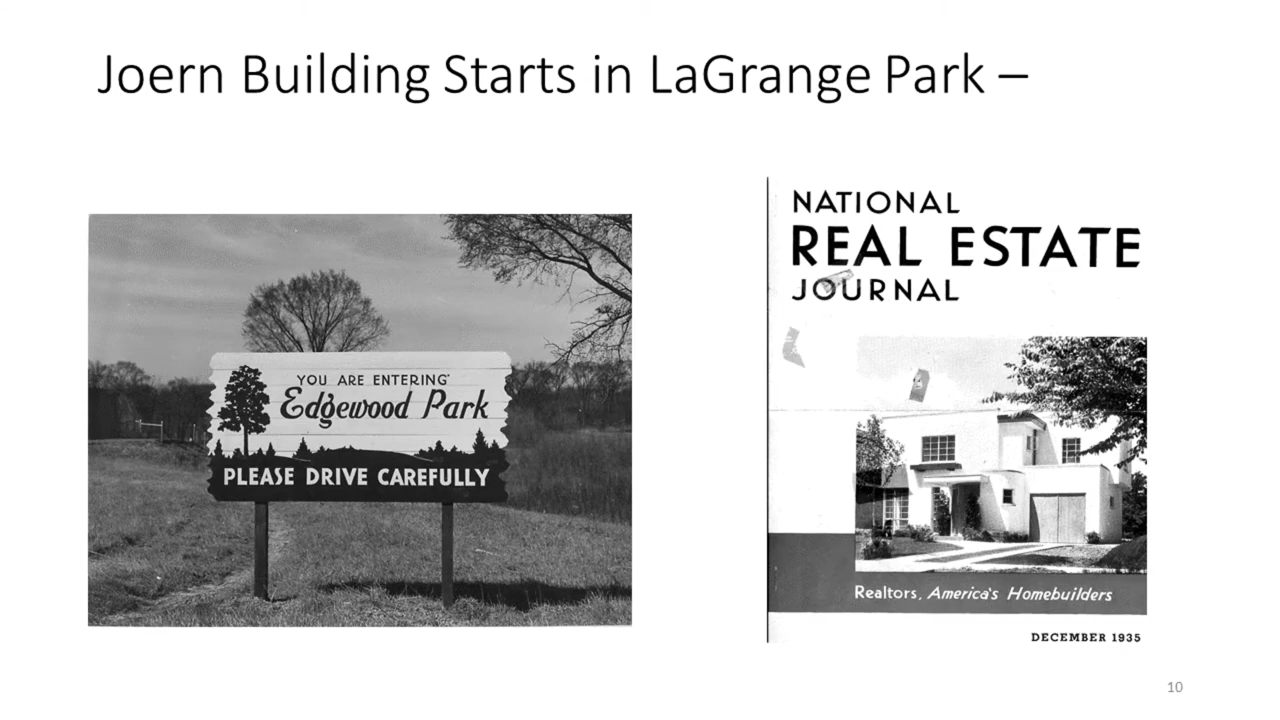 Joern Building Starts in LaGrange Park –
YOU ARE ENTERING
Edgewood Park
PLEASE DRIVE CAREFULLY
NATIONAL
REAL ESTATE
JOURNAL
Realtors, America's Homebuilders
DECEMBER 1935
10